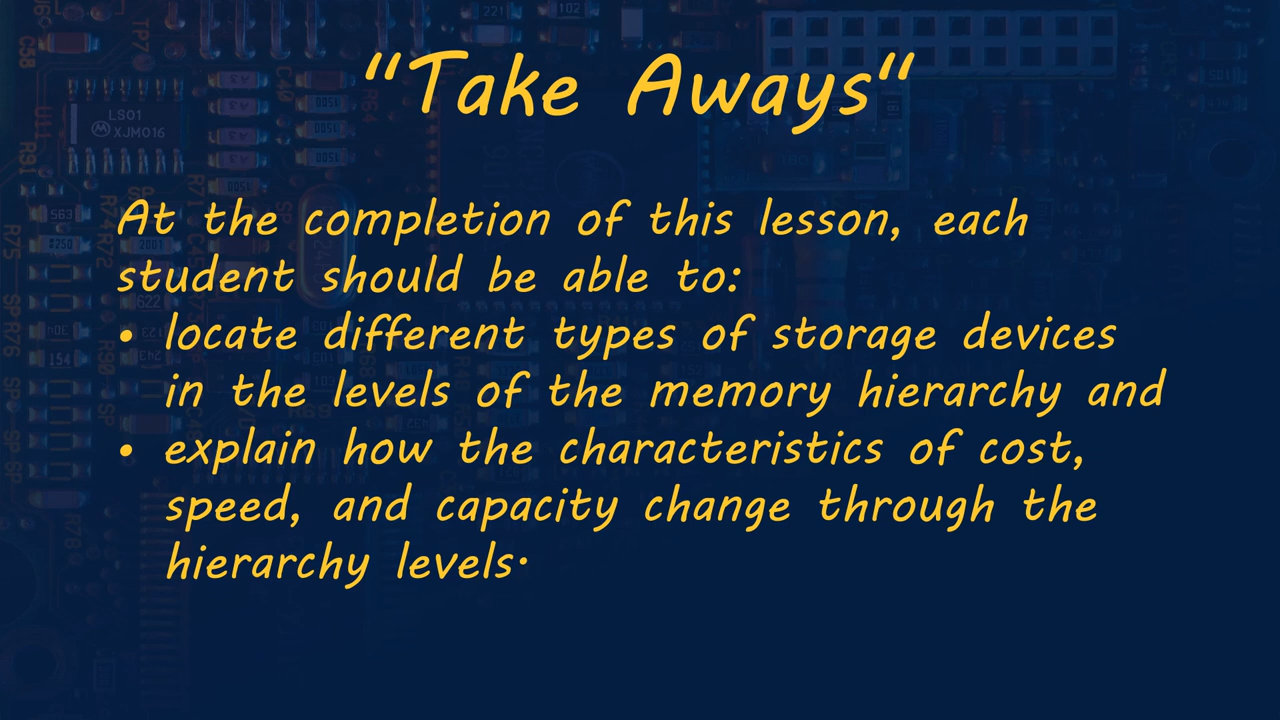 “Take Aways“
At the completion of this lesson, each
student should be able to:
• locate different types of storage devices
in the levels of the memory hierarchy and
• explain how the characteristics of cost,
speed, and capacity change through the
hierarchy levels.
LS01
XJM016